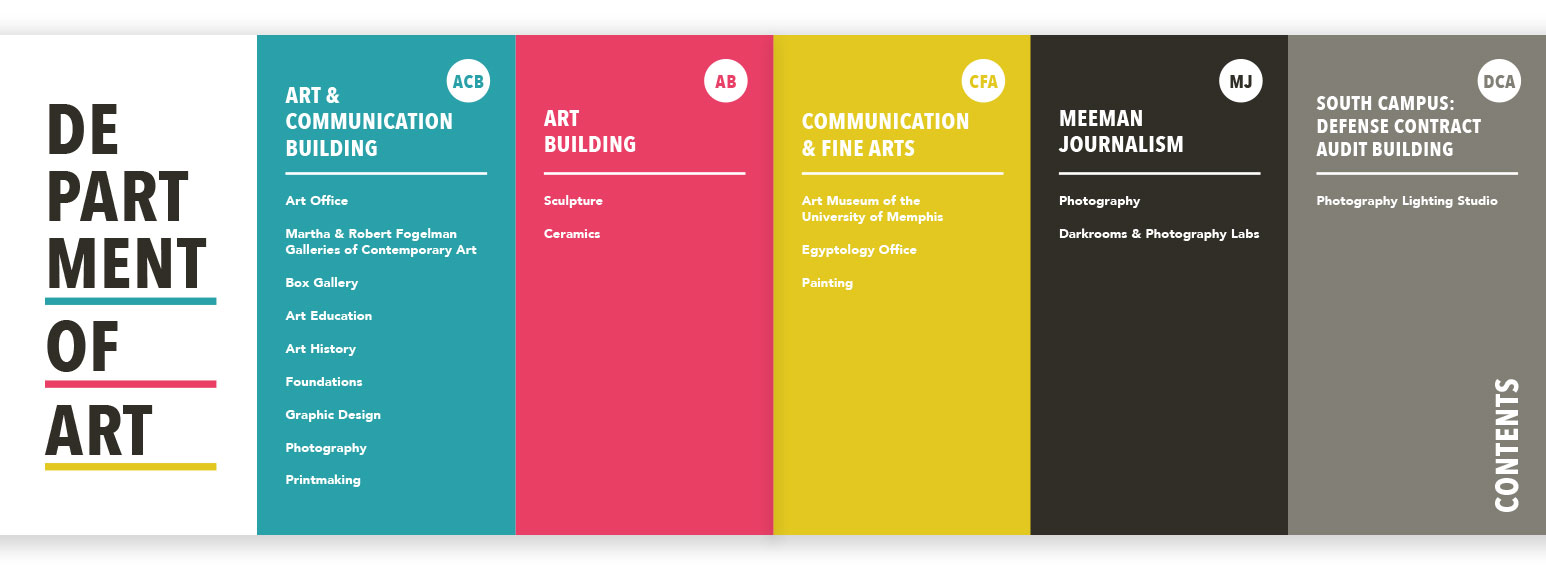 DE
PART
MENT
OF
ART
ACB
ART &
COMMUNICATION
BUILDING
Art Office
Martha & Robert Fogelman
Galleries of Contemporary Art
Box Gallery
Art Education
Art History
Foundations
Graphic Design
Photography
Printmaking
AB
ART
BUILDING
Sculpture
Ceramics
CFA
COMMUNICATION
& FINE ARTS
Art Museum of the
University of Memphis
Egyptology Office
Painting
MJ
MEEMAN
JOURNALISM
Photography
Darkrooms & Photography Labs
DCA
SOUTH CAMPUS:
DEFENSE CONTRACT
AUDIT BUILDING
Photography Lighting Studio
CONTENTS